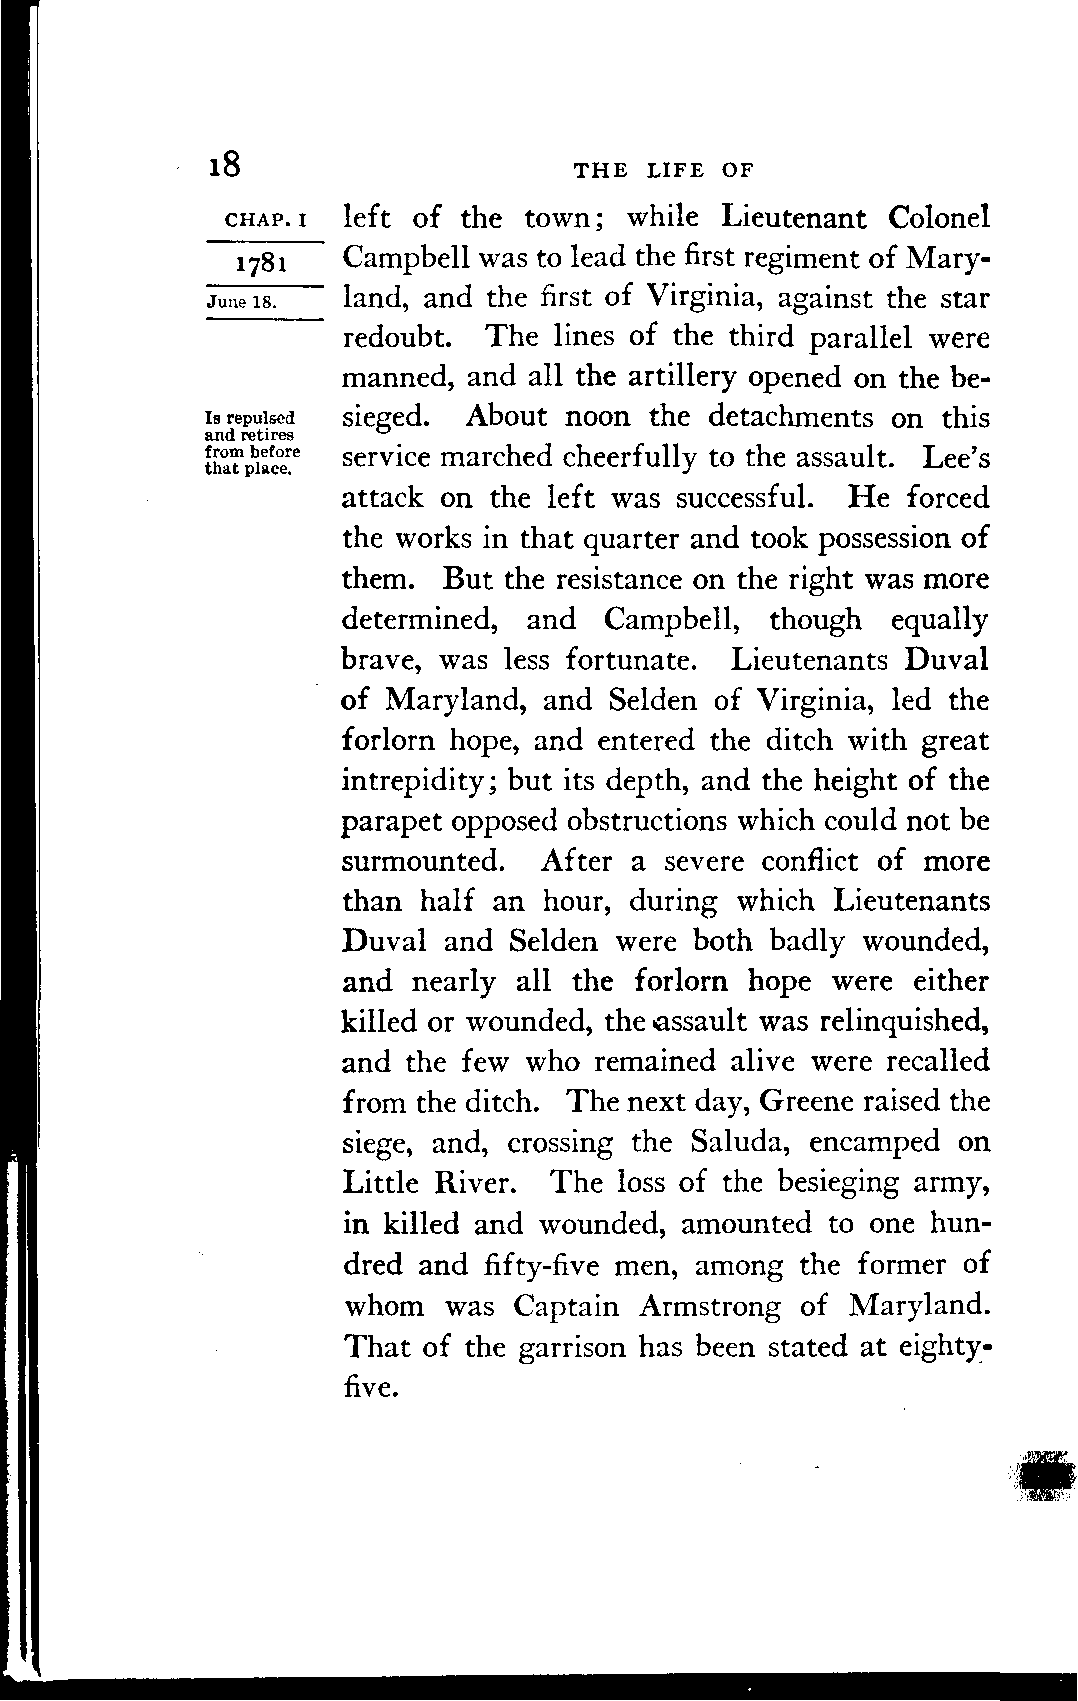 18
THE LIFE OF
CHAP. I
1781
June 18.
Is repulsed
and retires
from before
that place.
left of the town; while Lieutenant Colonel
Campbell was to lead the first regiment of Mary-
land, and the first of Virginia, against the star
redoubt. The lines of the third parallel were
manned, and all the artillery opened on the be-
sieged. About noon the detachments on this
service marched cheerfully to the assault. Lee's
attack on the left was successful. He forced
the works in that quarter and took possession of
them. But the resistance on the right was more
determined, and Campbell, though equally
brave, was less fortunate. Lieutenants Duval
of Maryland, and Selden of Virginia, led the
forlorn hope, and entered the ditch with great
intrepidity; but its depth, and the height of the
parapet opposed obstructions which could not be
surmounted. After a severe conflict of more
than half an hour, during which Lieutenants
Duval and Selden were both badly wounded,
and nearly all the forlorn hope were either
killed or wounded, the assault was relinquished,
and the few who remained alive were recalled
from the ditch. The next day, Greene raised the
siege, and, crossing the Saluda, encamped on
Little River. The loss of the besieging army,
in killed and wounded, amounted to one hun-
dred and fifty-five men, among the former of
whom was Captain Armstrong of Maryland.
That of the garrison has been stated at eighty-
five.